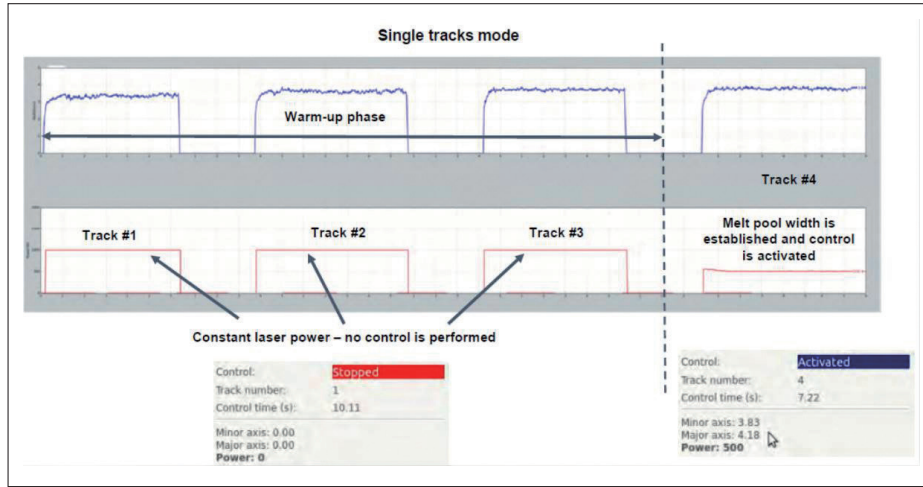 Single tracks mode
Warm-up phase
Track #4
Track #1
Track #2
Track #3
Melt pool width is
established and control
is activated
Constant laser power – no control is performed
Control: Stopped
Track number: 1
Control time (s): 10.11
Minor axis: 0.00
Major axis: 0.00
Power: 0
Control: Activated
Track number: 4
Control time (s): 7.22
Minor axis: 3.83
Major axis: 4.18
Power: 500